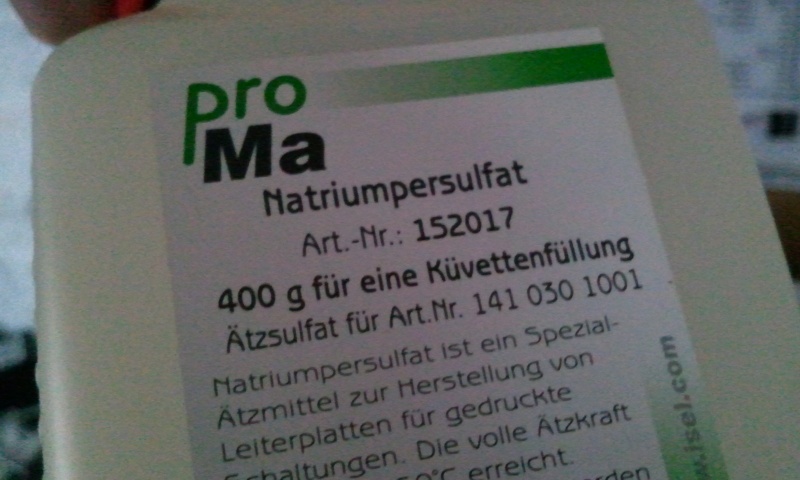 pro
Ma
Natriumpersulfat
Art.-Nr.: 152017
400 g für eine Küvettenfüllung
Ätzsulfat für Art.Nr. 141 030 1001
Natriumpersulfat ist ein Spezial-
Ätzmittel zur Herstellung von
Leiterplatten für gedruckte
Schaltungen. Die volle Ätzkraft
50°C erreicht.
w.isel.com